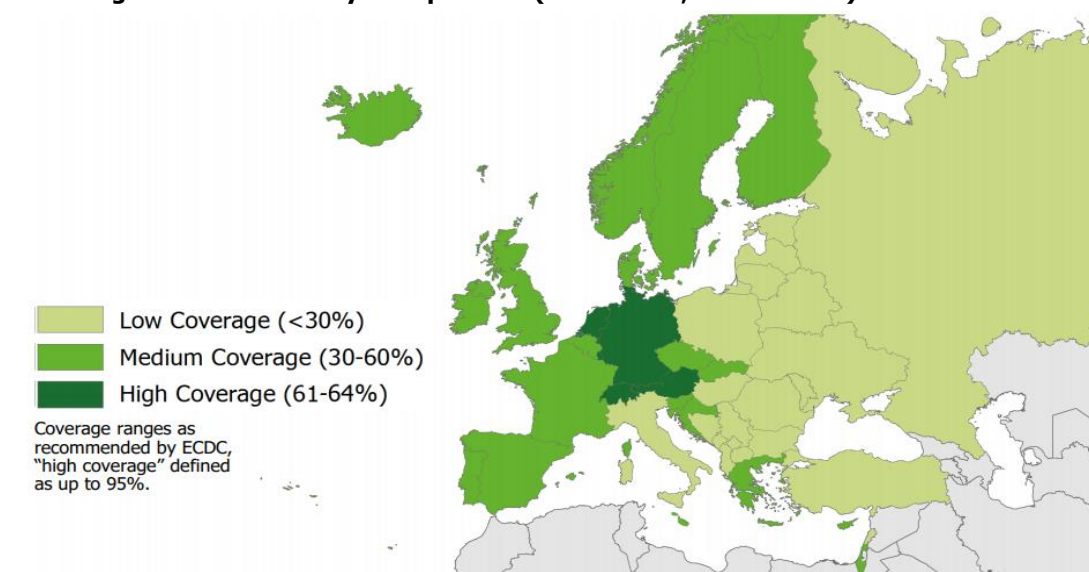 Low Coverage (<30%)
Medium Coverage (30-60%)
High Coverage (61-64%)
Coverage ranges as
recommended by ECDC,
“high coverage” defined
as up to 95%.